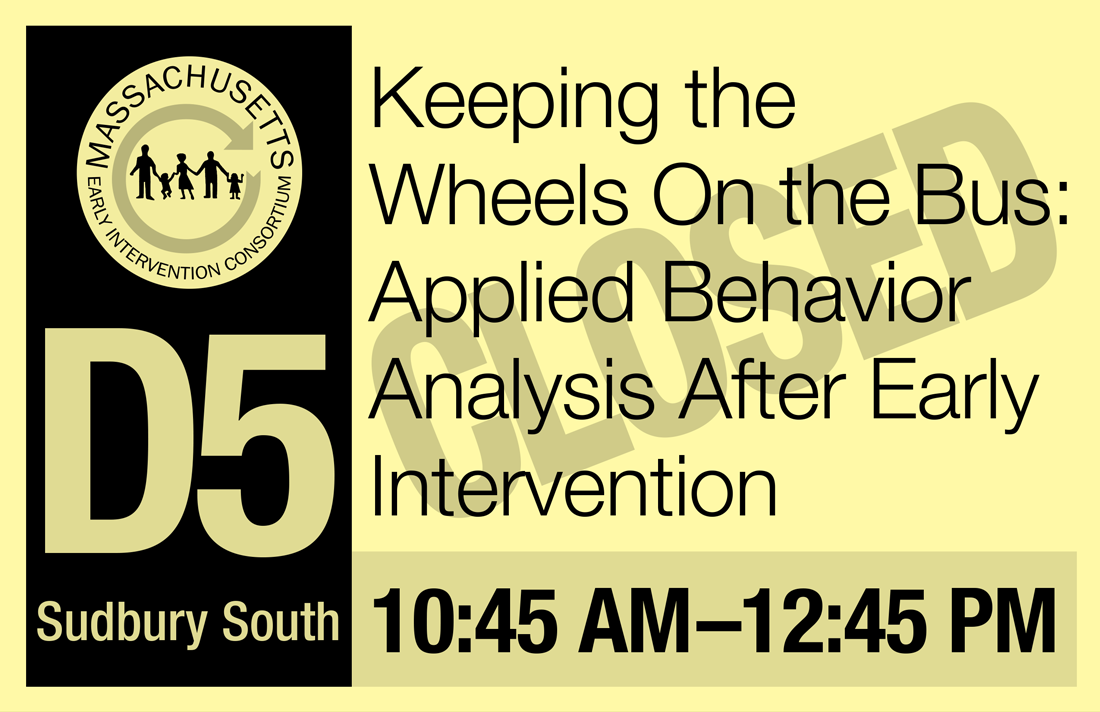 MASSACHUSETTS
EARLY INTERVENTION CONSORTIUM
D5
Sudbury South
Keeping the
Wheels On the Bus:
Applied Behavior
Analysis After Early
Intervention
CLOSED
10:45 AM–12:45 PM